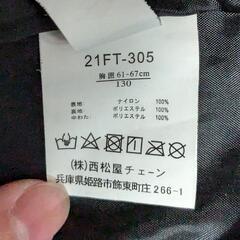 21FT-305
胸囲 61-67cm
130
表地 ナイロン 100%
裏地 ポリエステル 100%
中わた ポリエステル 100%
(株)西松屋チェーン
兵庫県姫路市飾東町庄 266-1